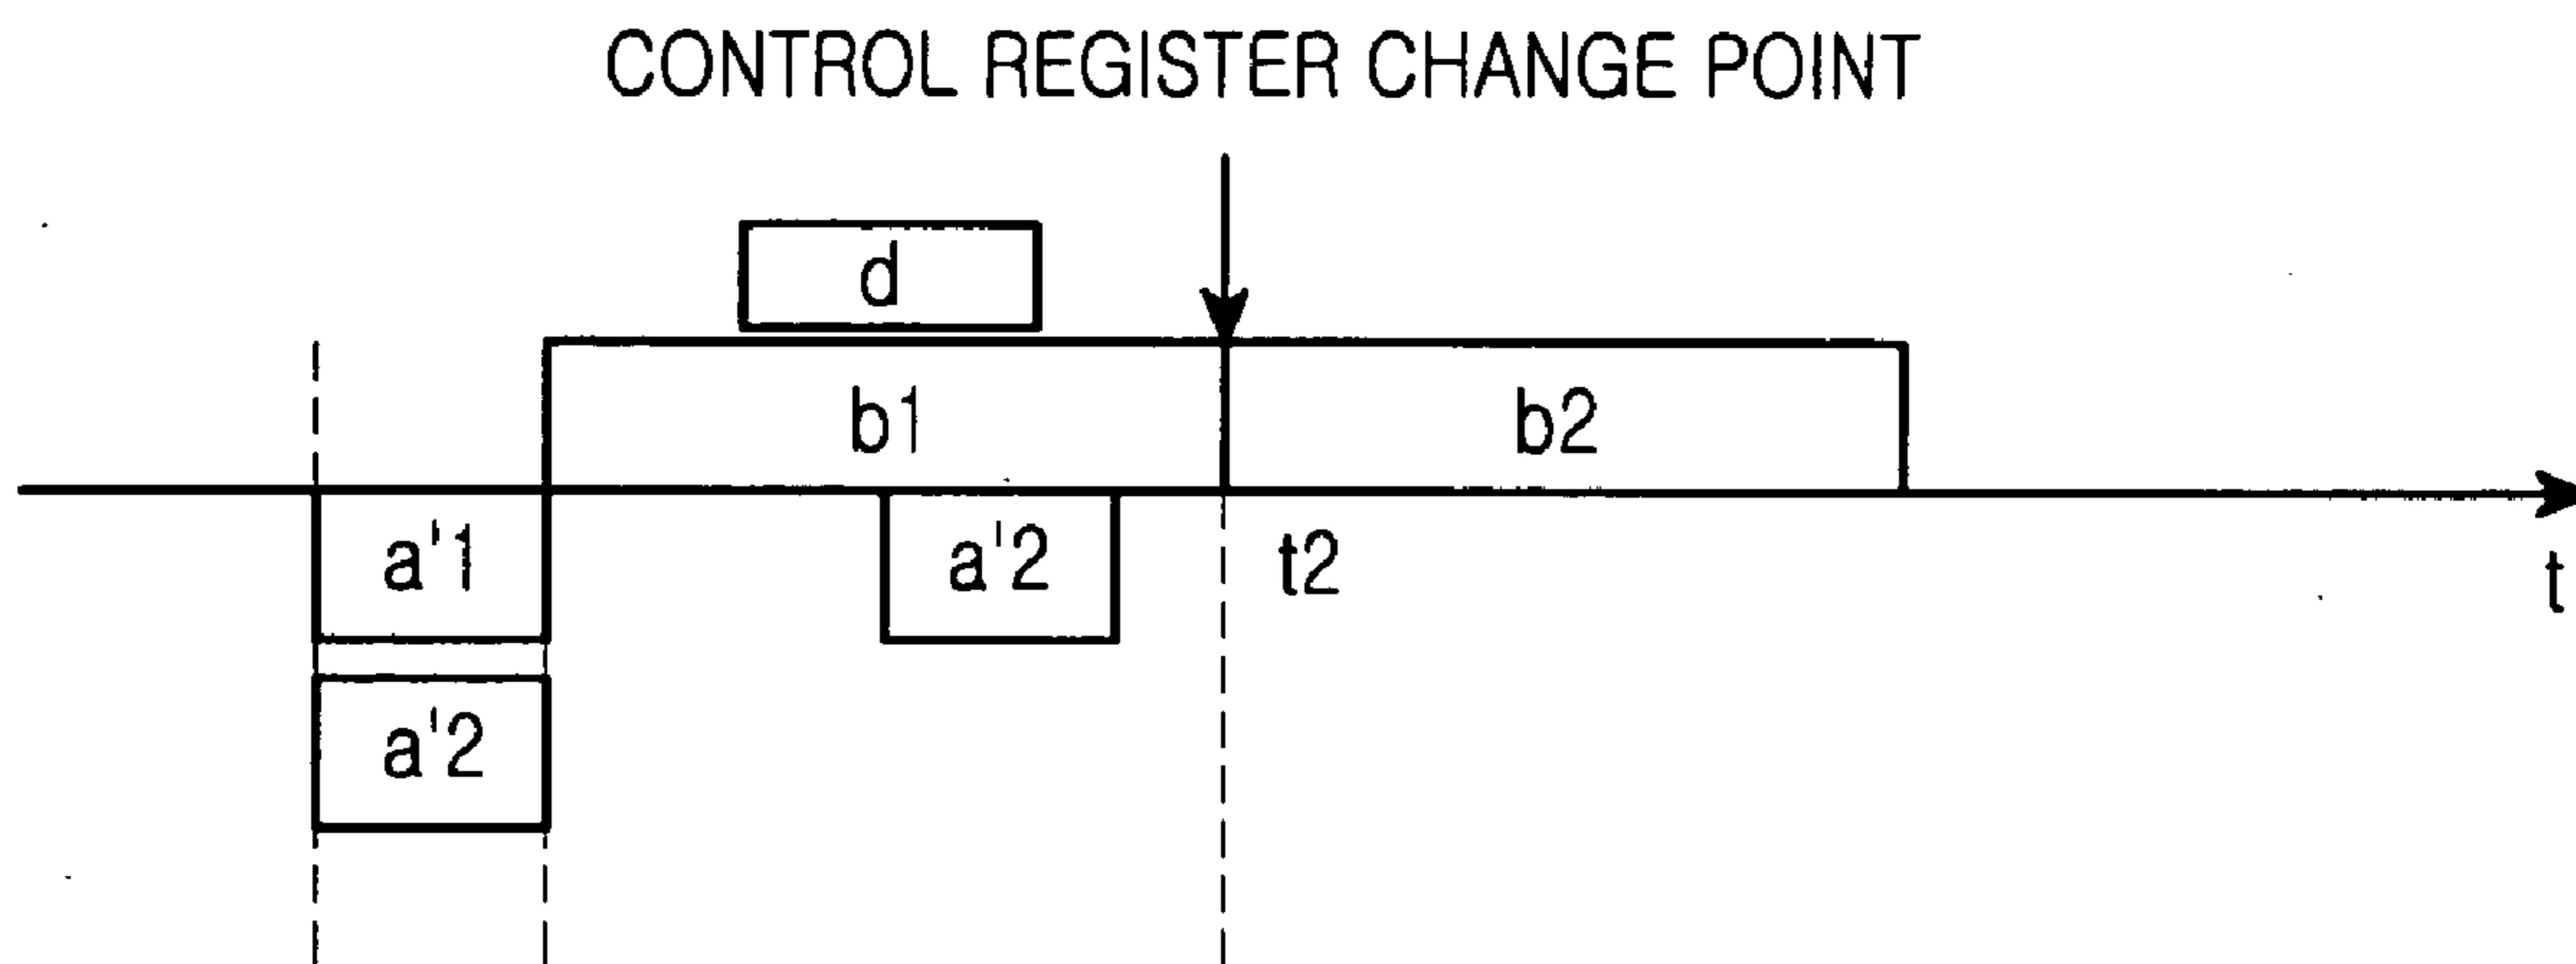 CONTROL REGISTER CHANGE POINT
d
b1
b2
a'1
a'2
t2
t
a'2